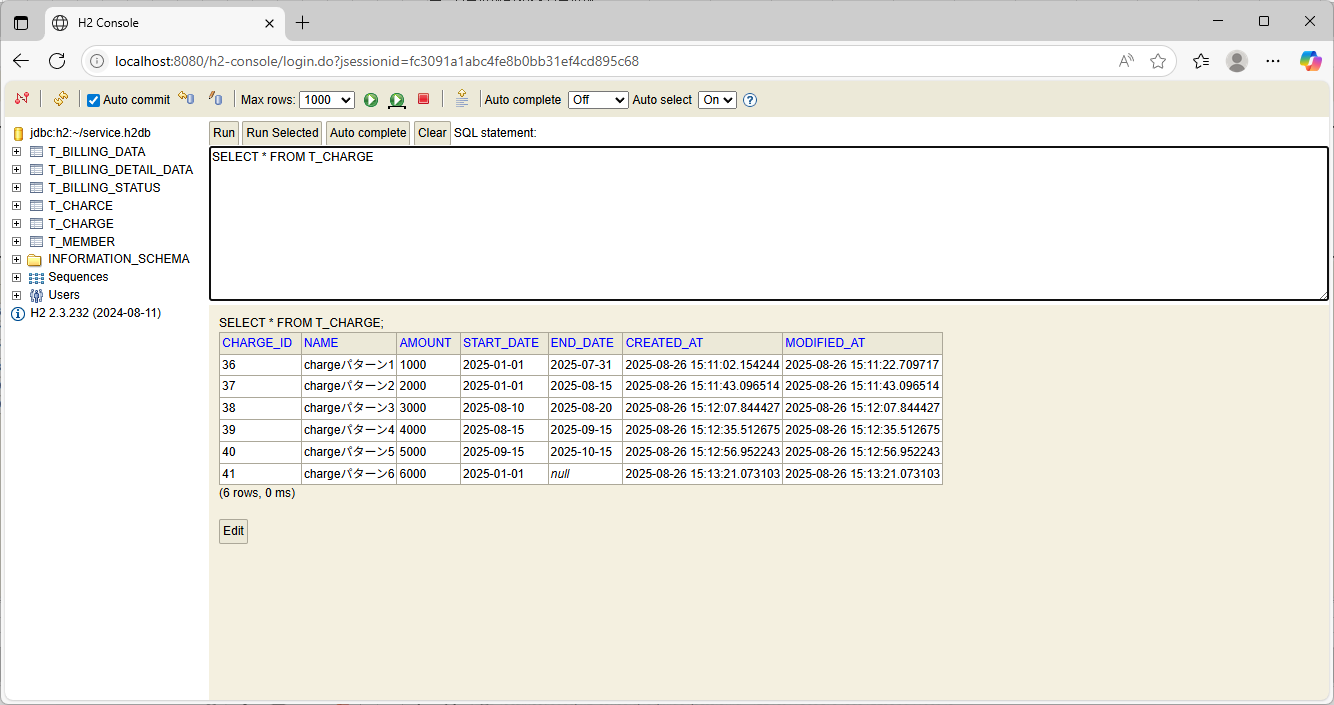 H2 Console
localhost:8080/h2-console/login.do?jsessionid=fc3091a1abc4fe8b0bb31ef4cd895c68
Auto commit Max rows: 1000 Auto complete Off Auto select On
jdbc:h2:~/service.h2db
T_BILLING_DATA
T_BILLING_DETAIL_DATA
T_BILLING_STATUS
T_CHARCE
T_CHARGE
T_MEMBER
INFORMATION_SCHEMA
Sequences
Users
H2 2.3.232 (2024-08-11)
Run Run Selected Auto complete Clear SQL statement:
SELECT * FROM T_CHARGE
SELECT * FROM T_CHARGE;
CHARGE_ID NAME AMOUNT START_DATE END_DATE CREATED_AT MODIFIED_AT
36 chargeパターン1 1000 2025-01-01 2025-07-31 2025-08-26 15:11:02.154244 2025-08-26 15:11:22.709717
37 chargeパターン2 2000 2025-01-01 2025-08-15 2025-08-26 15:11:43.096514 2025-08-26 15:11:43.096514
38 chargeパターン3 3000 2025-08-10 2025-08-20 2025-08-26 15:12:07.844427 2025-08-26 15:12:07.844427
39 chargeパターン4 4000 2025-08-15 2025-09-15 2025-08-26 15:12:35.512675 2025-08-26 15:12:35.512675
40 chargeパターン5 5000 2025-09-15 2025-10-15 2025-08-26 15:12:56.952243 2025-08-26 15:12:56.952243
41 chargeパターン6 6000 2025-01-01 null 2025-08-26 15:13:21.073103 2025-08-26 15:13:21.073103
(6 rows, 0 ms)
Edit